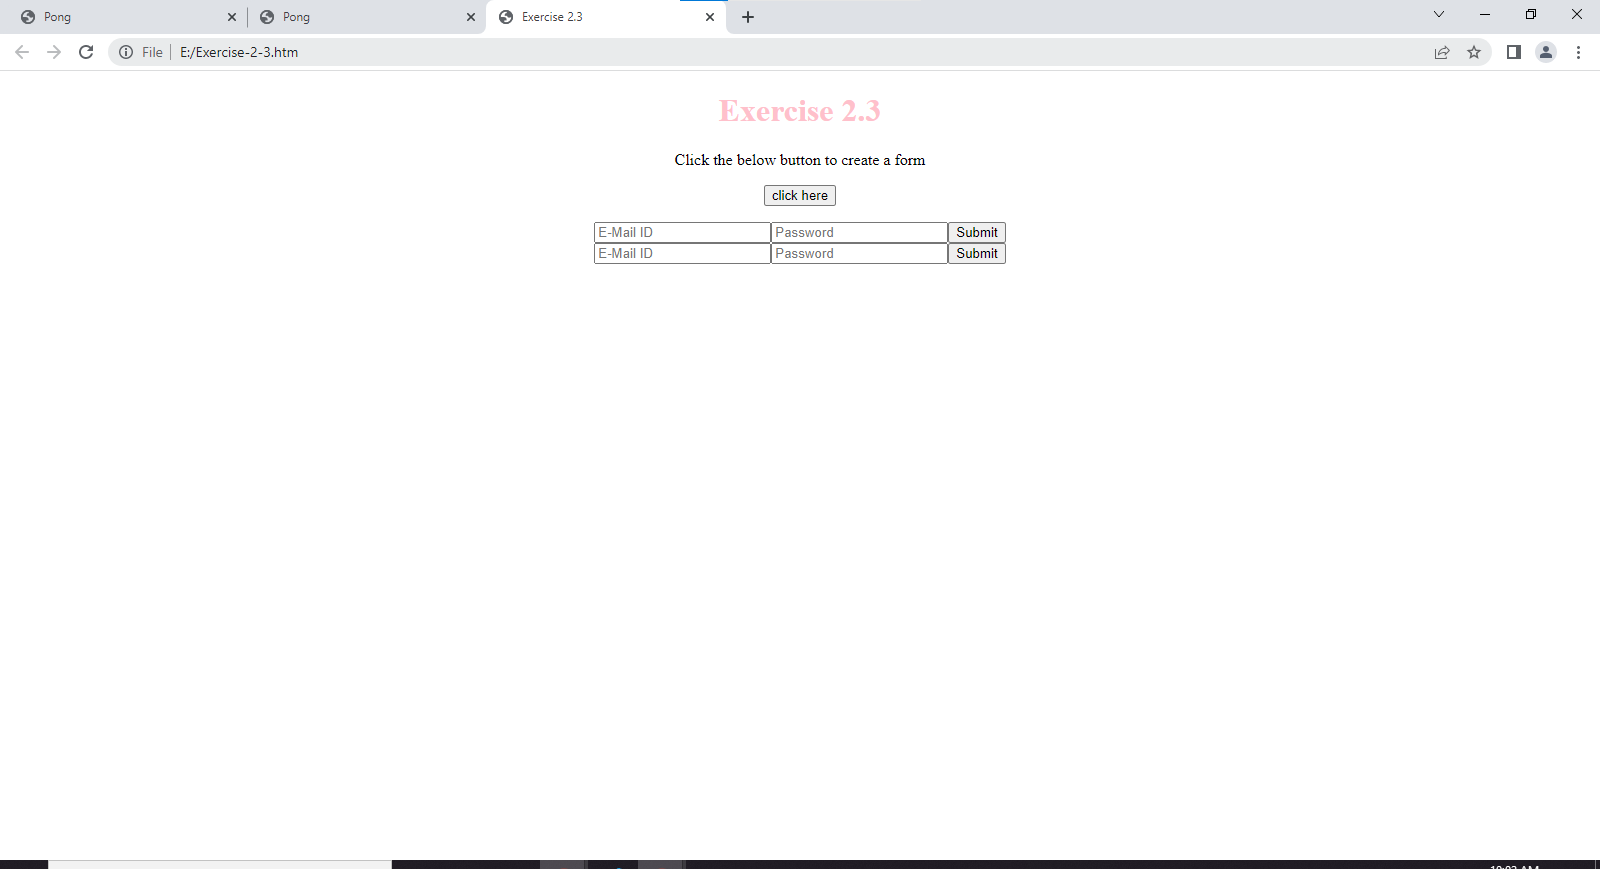 Pong
Pong
Exercise 2.3
File E:/Exercise-2-3.htm
Exercise 2.3
Click the below button to create a form
click here
E-Mail ID Password Submit
E-Mail ID Password Submit